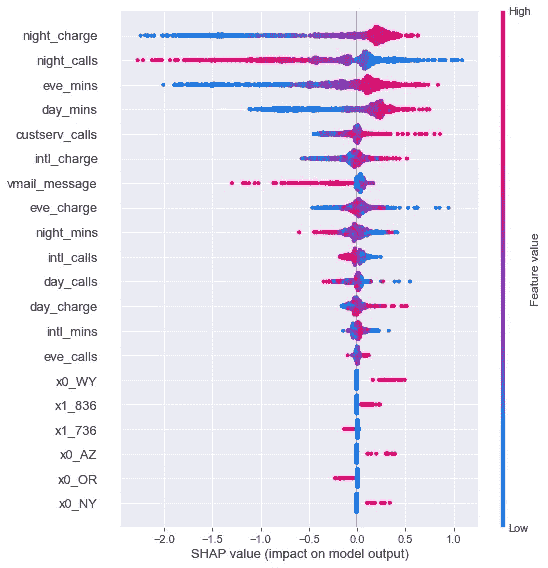 High
night_charge
night_calls
eve_mins
day_mins
custserv_calls
intl_charge
vmail_message
eve_charge
night_mins
intl_calls
day_calls
day_charge
intl_mins
eve_calls
x0_WY
x1_836
x1_736
x0_AZ
x0_OR
x0_NY
Feature value
Low
−2.0 −1.5 −1.0 −0.5 0.0 0.5 1.0
SHAP value (impact on model output)